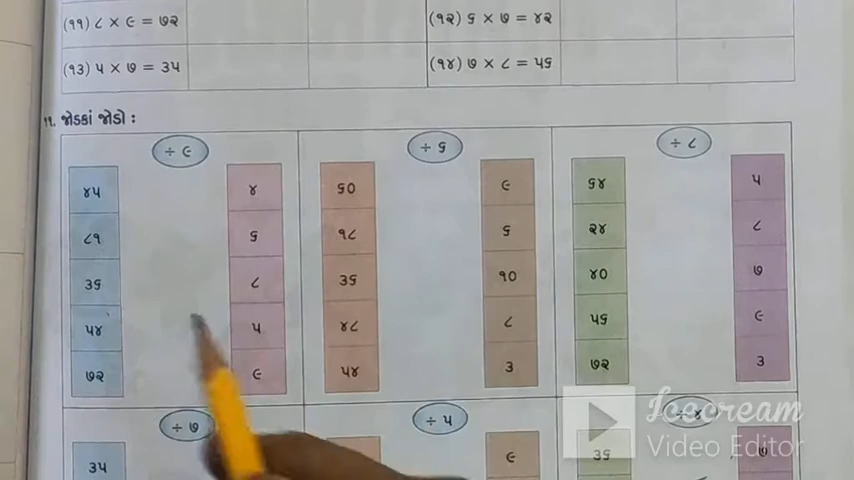 (૧૧) ૮ × ૯ = ૭૨ (૧૨) ૬ × ૭ = ૪૨
(૧૩) ૫ × ૭ = ૩૫ (૧૪) ૭ × ૮ = ૫૬
૧૧. જોડકાં જોડો :
÷ ૯ ÷ ૬ ÷ ૮
૪૫ ૪ ૬૦ ૯ ૬૪ ૫
૮૧ ૬ ૧૮ ૬ ૨૪ ૮
૩૬ ૮ ૩૬ ૧૦ ૪૦ ૭
૫૪ ૫ ૪૮ ૮ ૫૬ ૯
૭૨ ૯ ૫૪ ૩ ૭૨ ૩
÷ ૭ ÷ ૫ ÷ ૪
૩૫ ૯ ૩૬ ૭
Icecream
Video Editor